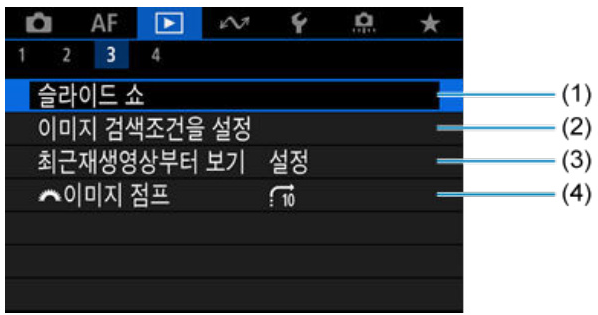 AF
1 2 3 4
슬라이드 쇼 (1)
이미지 검색조건을 설정 (2)
최근재생영상부터 보기 설정 (3)
이미지 점프 10 (4)